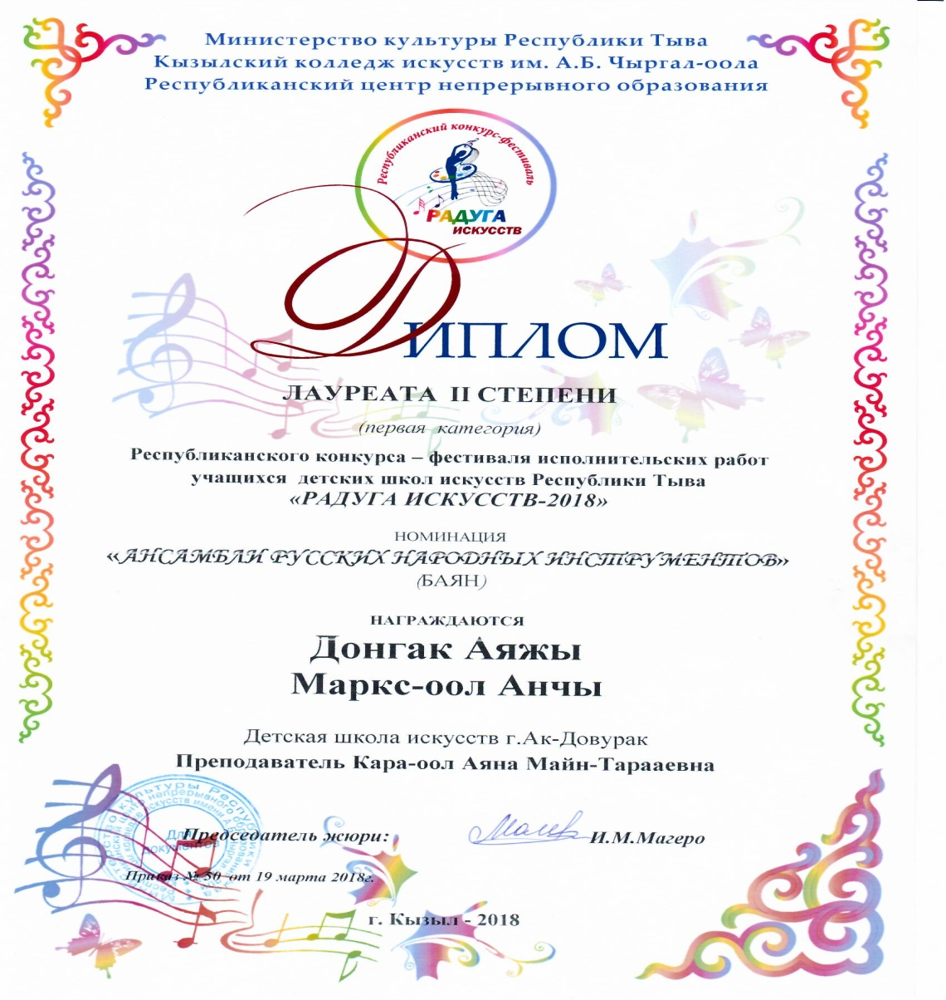 Министерство культуры Республики Тыва
Кызылский колледж искусств им. А.Б. Чыргал-оола
Республиканский центр непрерывного образования
Республиканский конкурс-фестиваль
РАДУГА
ИСКУССТВ
ДИПЛОМ
ЛАУРЕАТА II СТЕПЕНИ
(первая категория)
Республиканского конкурса – фестиваля исполнительских работ
учащихся детских школ искусств Республики Тыва
«РАДУГА ИСКУССТВ-2018»
НОМИНАЦИЯ
«АНСАМБЛИ РУССКИХ НАРОДНЫХ ИНСТРУМЕНТОВ»
(БАЯН)
НАГРАЖДАЮТСЯ
Донгак Аяжы
Маркс-оол Анчы
Детская школа искусств г.Ак-Довурак
Преподаватель Кара-оол Аяна Майн-Тарааевна
Для
документов
Председатель жюри: И.М.Магеро
Приказ № 50 от 19 марта 2018г.
г. Кызыл - 2018